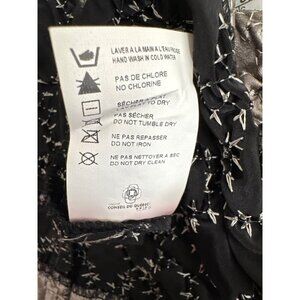 LAVER À LA MAIN À L'EAU FROIDE
HAND WASH IN COLD WATER
PAS DE CHLORE
NO CHLORINE
SÉCHER
TO DRY
PAS SÉCHER
DO NOT TUMBLE DRY
NE PAS REPASSER
DO NOT IRON
NE PAS NETTOYER À SEC
DO NOT DRY CLEAN
CONSEIL DU QUÉBEC